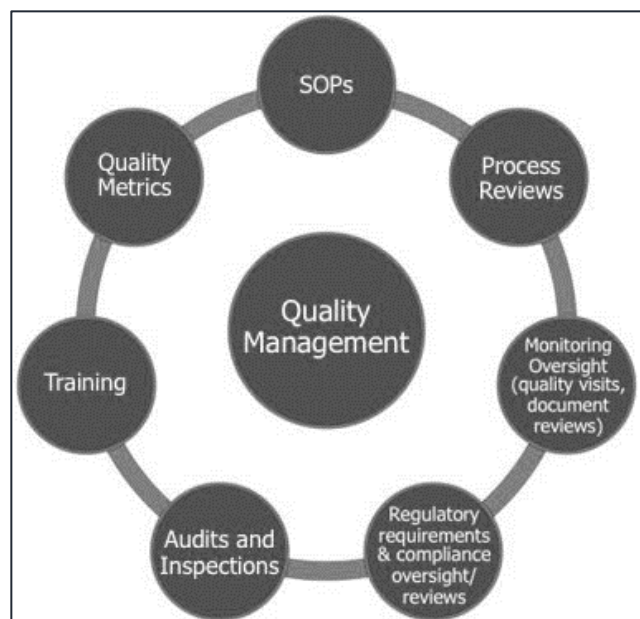 SOPs
Process
Reviews
Monitoring
Oversight
(quality visits,
document
reviews)
Regulatory
requirements
& compliance
oversight/
reviews
Audits and
Inspections
Training
Quality
Metrics
Quality
Management